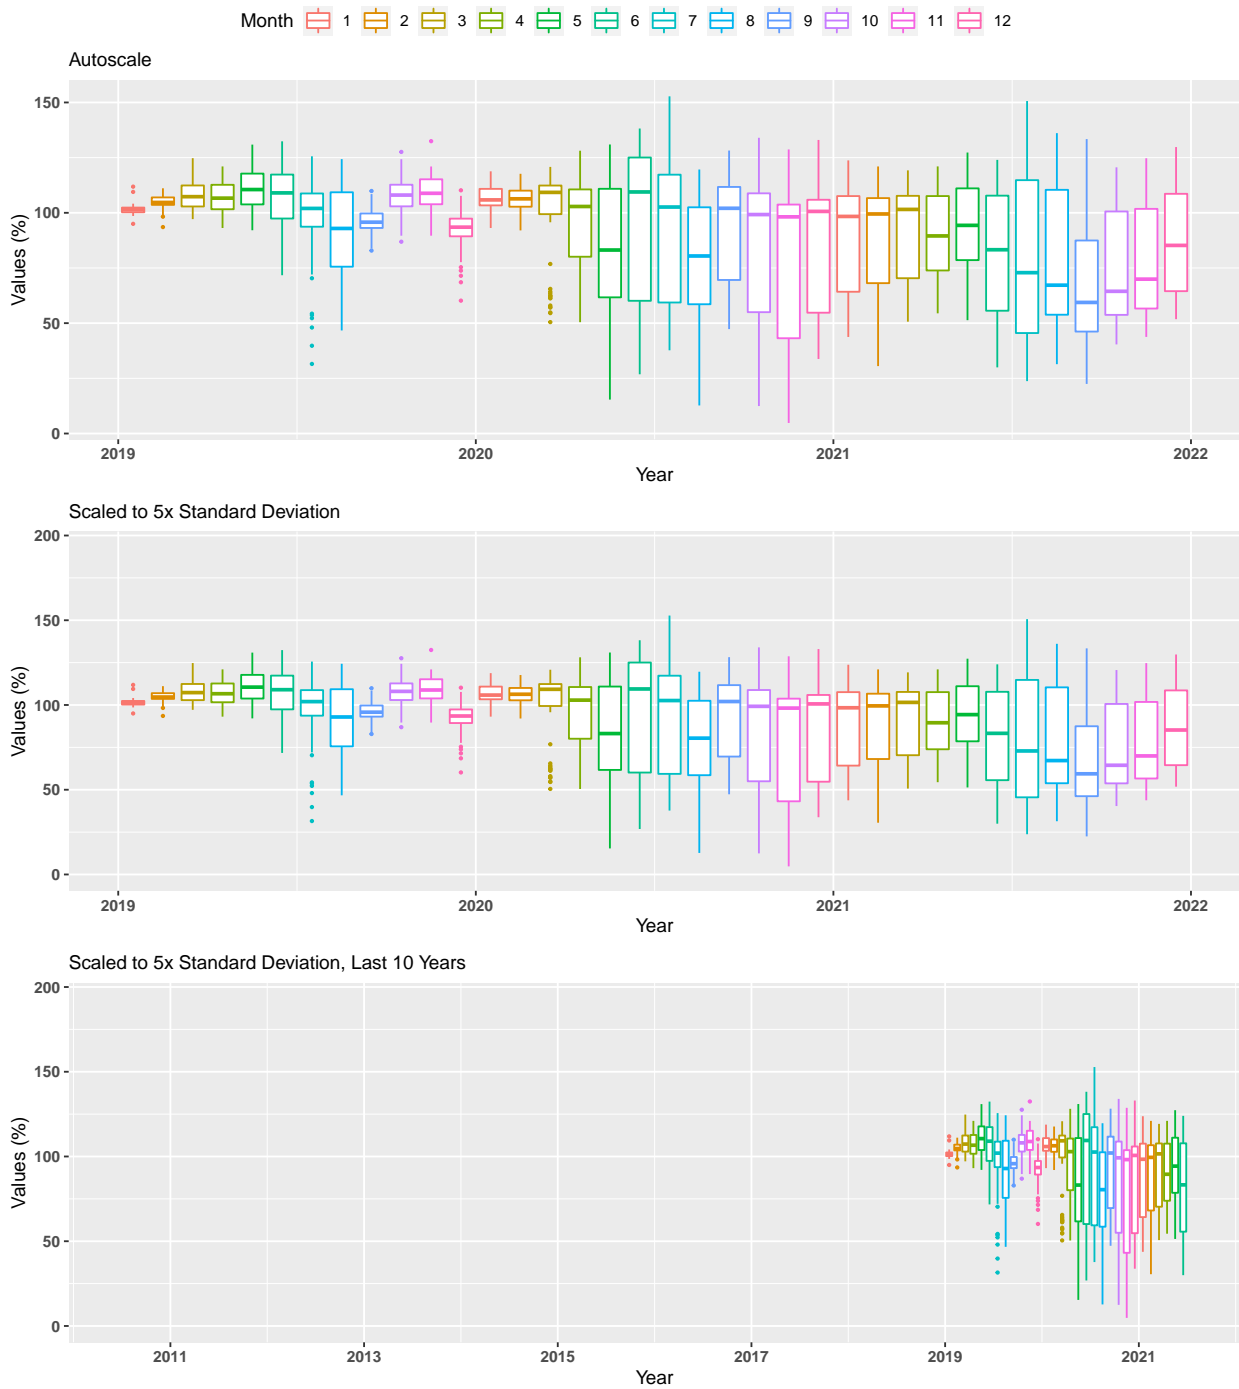 Month 1 2 3 4 5 6 7 8 9 10 11 12
Autoscale
Values (%)
150
100
50
0
2019 2020 2021 2022
Year
Scaled to 5x Standard Deviation
Values (%)
200
150
100
50
0
2019 2020 2021 2022
Year
Scaled to 5x Standard Deviation, Last 10 Years
Values (%)
200
150
100
50
0
2011 2013 2015 2017 2019 2021
Year